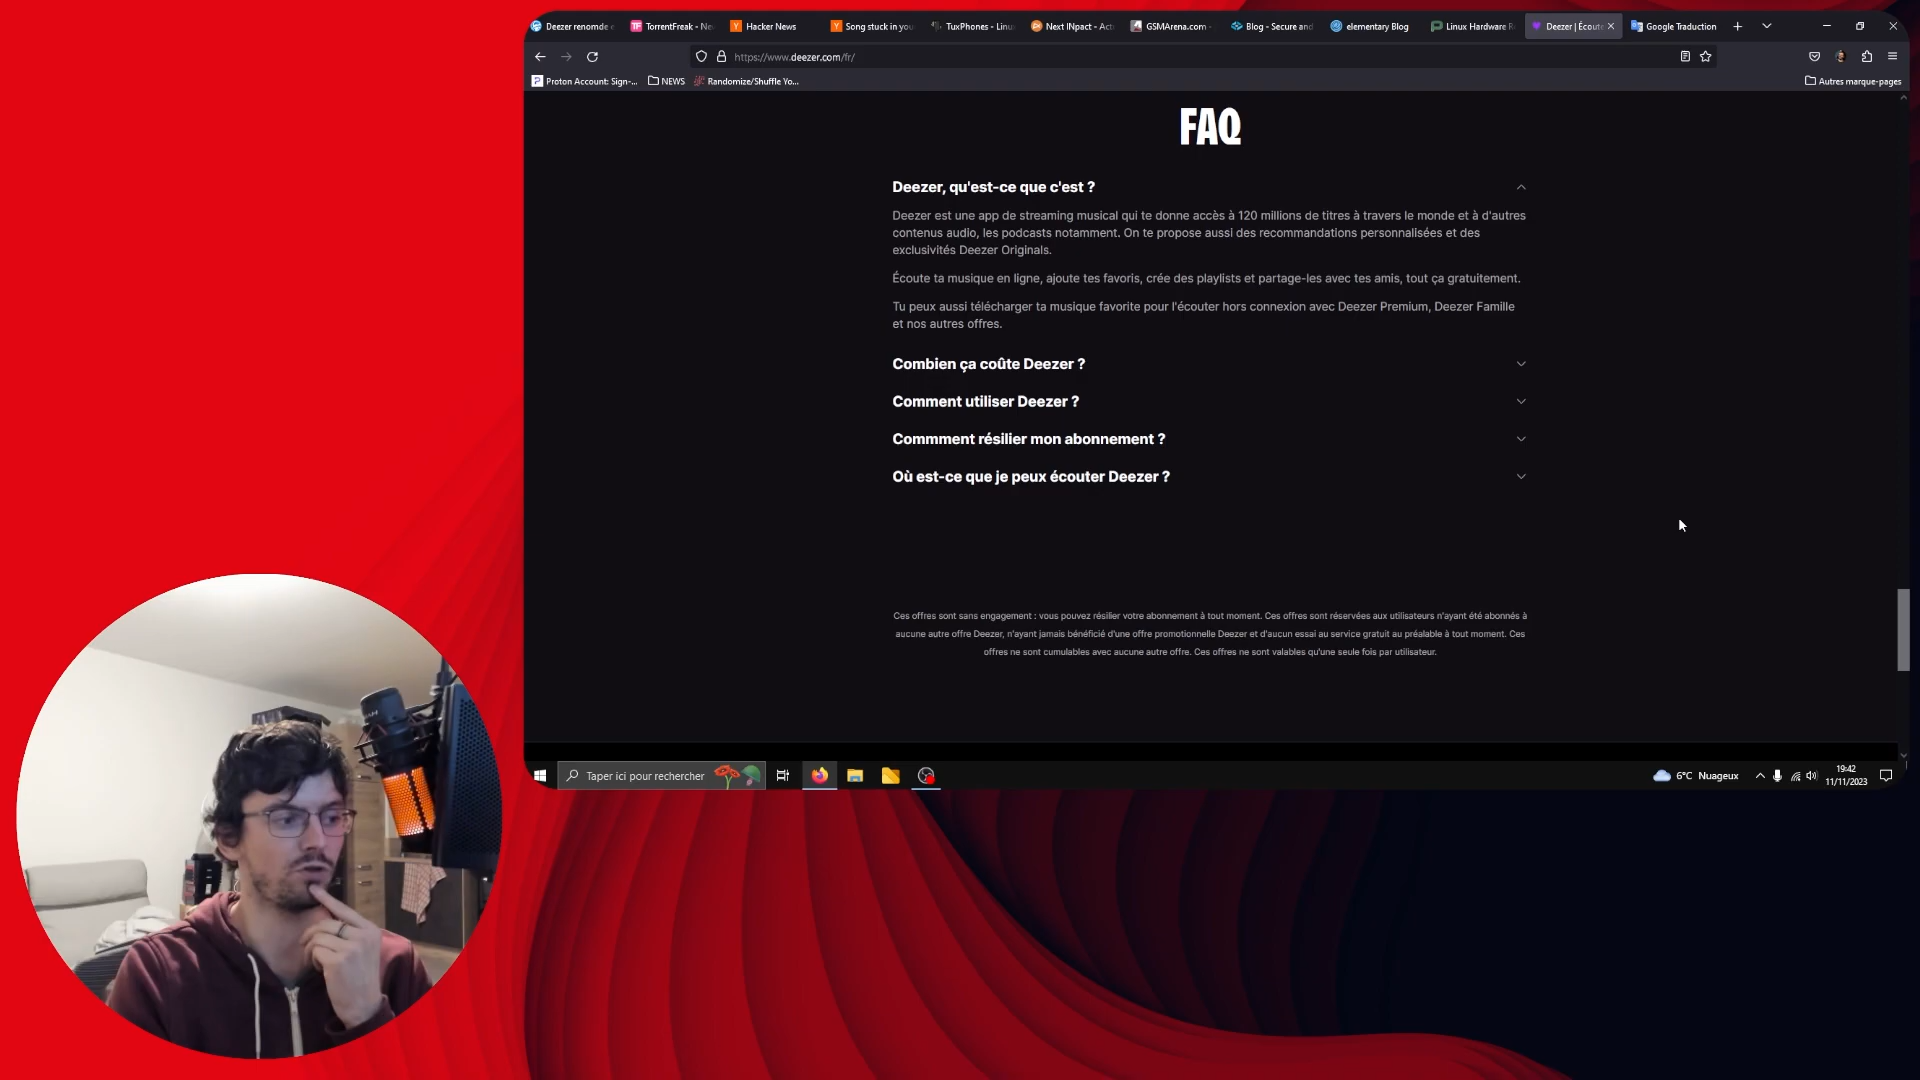 Deezer renomde
TorrentFreak - Ne
Hacker News
Song stuck in you
TuxPhones - Linu
Next INpact - Act
GSMArena.com -
Blog - Secure and
elementary Blog
Linux Hardware R
Deezer | Écoute
Google Traduction
https://www.deezer.com/fr/
Proton Account: Sign-...
NEWS
Randomize/Shuffle Yo...
Autres marque-pages
FAQ
Deezer, qu'est-ce que c'est ?
Deezer est une app de streaming musical qui te donne accès à 120 millions de titres à travers le monde et à d'autres
contenus audio, les podcasts notamment. On te propose aussi des recommandations personnalisées et des
exclusivités Deezer Originals.
Écoute ta musique en ligne, ajoute tes favoris, crée des playlists et partage-les avec tes amis, tout ça gratuitement.
Tu peux aussi télécharger ta musique favorite pour l'écouter hors connexion avec Deezer Premium, Deezer Famille
et nos autres offres.
Combien ça coûte Deezer ?
Comment utiliser Deezer ?
Commment résilier mon abonnement ?
Où est-ce que je peux écouter Deezer ?
Ces offres sont sans engagement : vous pouvez résilier votre abonnement à tout moment. Ces offres sont réservées aux utilisateurs n'ayant été abonnés à
aucune autre offre Deezer, n'ayant jamais bénéficié d'une offre promotionnelle Deezer et d'aucun essai au service gratuit au préalable à tout moment. Ces
offres ne sont cumulables avec aucune autre offre. Ces offres ne sont valables qu'une seule fois par utilisateur.
Taper ici pour rechercher
6°C Nuageux
19:42
11/11/2023